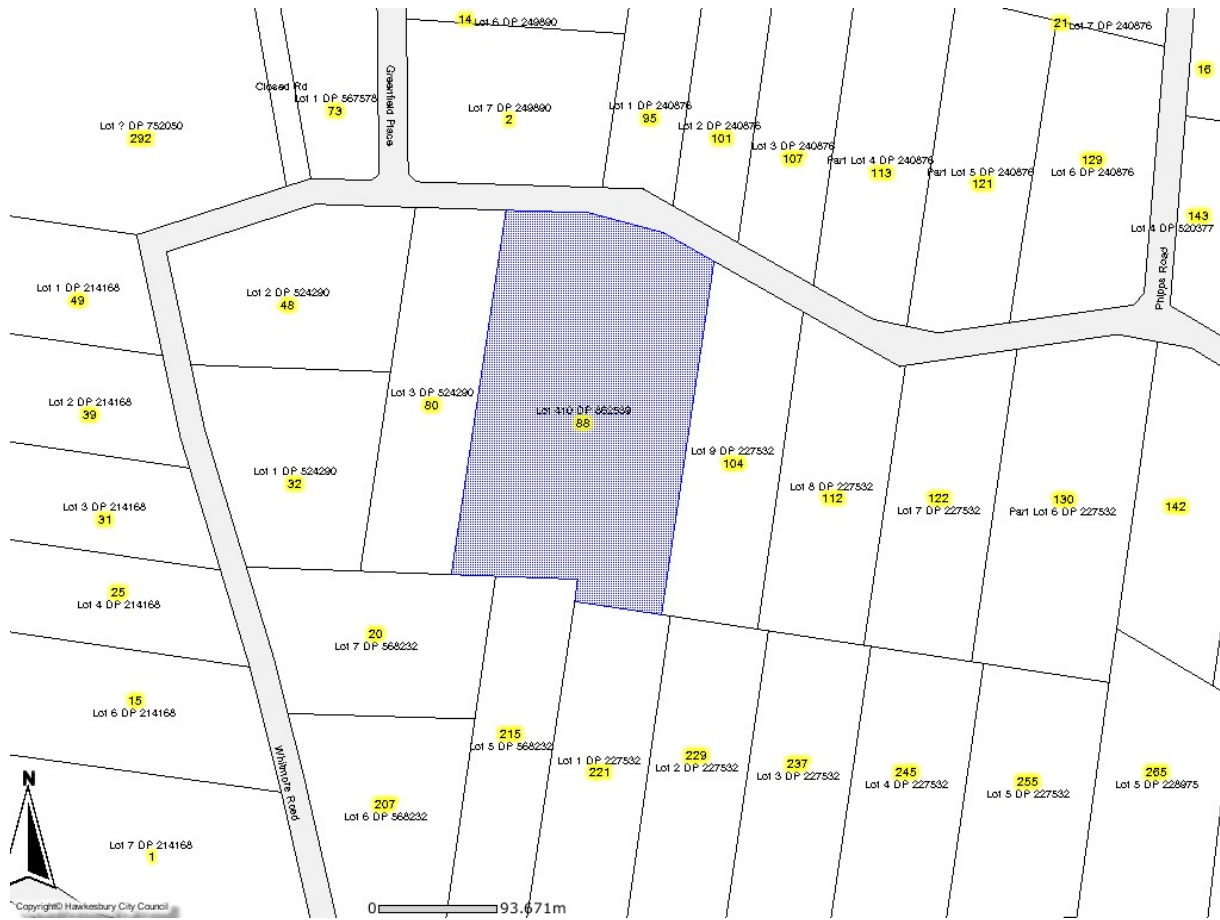 14 Lot 6 DP 249890
21 Lot 7 DP 240876
16
Closed Rd
Lot 1 DP 567578
73
Greenfield Place
Lot 7 DP 249890
2
Lot 1 DP 240876
95
Lot 2 DP 240876
101
Lot 3 DP 240876
107
Part Lot 4 DP 240876
113
Part Lot 5 DP 240876
121
129
Lot 6 DP 240876
Lot ? DP 752050
292
143
Lot 4 DP 520377
Phipps Road
Lot 1 DP 214168
49
Lot 2 DP 524290
48
Lot 2 DP 214168
39
Lot 3 DP 524290
80
Lot 410 DP 862539
88
Lot 9 DP 227532
104
Lot 8 DP 227532
112
122
Lot 7 DP 227532
130
Part Lot 6 DP 227532
142
Lot 1 DP 524290
32
Lot 3 DP 214168
31
25
Lot 4 DP 214168
20
Lot 7 DP 568232
15
Lot 6 DP 214168
215
Lot 5 DP 568232
Lot 1 DP 227532
221
229
Lot 2 DP 227532
237
Lot 3 DP 227532
245
Lot 4 DP 227532
255
Lot 5 DP 227532
265
Lot 5 DP 228975
Whitmore Road
207
Lot 6 DP 568232
N
Lot 7 DP 214168
1
Copyright© Hawkesbury City Council
0 93.671m